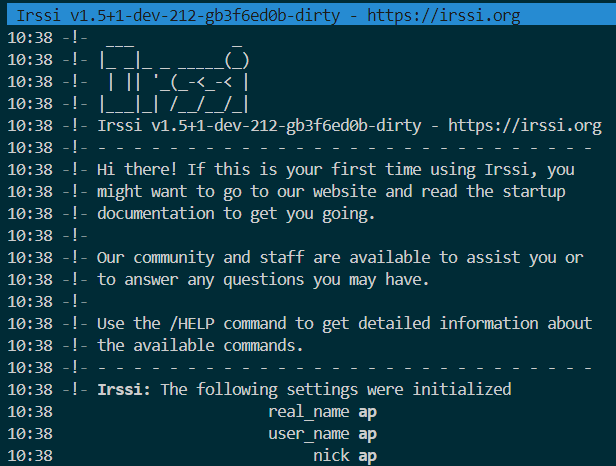 Irssi v1.5+1-dev-212-gb3f6ed0b-dirty - https://irssi.org
10:38 -!-  ___           _
10:38 -!- |_ _|_ _ _____(_)
10:38 -!-  | || '_(_-<_-< |
10:38 -!- |___|_| /__/__/_|
10:38 -!- Irssi v1.5+1-dev-212-gb3f6ed0b-dirty - https://irssi.org
10:38 -!- - - - - - - - - - - - - - - - - - - - - - - - - - - - -
10:38 -!- Hi there! If this is your first time using Irssi, you
10:38 -!- might want to go to our website and read the startup
10:38 -!- documentation to get you going.
10:38 -!-
10:38 -!- Our community and staff are available to assist you or
10:38 -!- to answer any questions you may have.
10:38 -!-
10:38 -!- Use the /HELP command to get detailed information about
10:38 -!- the available commands.
10:38 -!- - - - - - - - - - - - - - - - - - - - - - - - - - - - -
10:38 -!- Irssi: The following settings were initialized
10:38                        real_name ap
10:38                        user_name ap
10:38                             nick ap